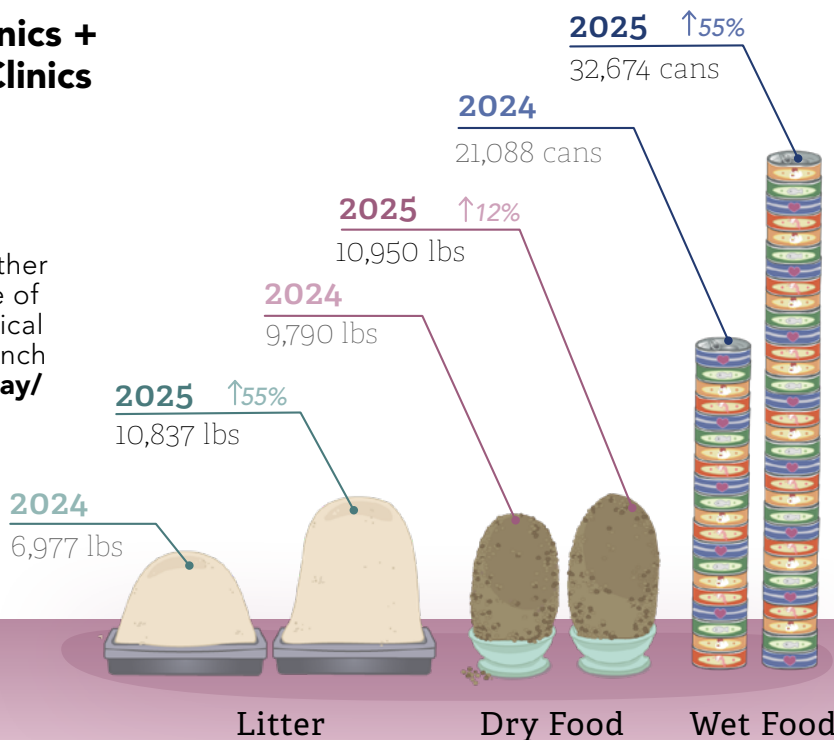 nics +
Clinics
ther
e of
ical
nch
ay/
2025 ↑55%
32,674 cans
2024
21,088 cans
2025 ↑12%
10,950 lbs
2024
9,790 lbs
2025 ↑55%
10,837 lbs
2024
6,977 lbs
Litter Dry Food Wet Food